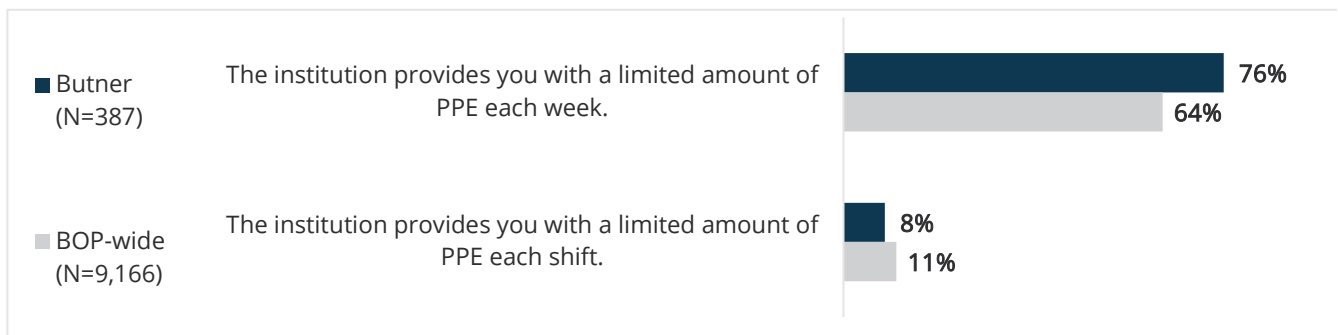 Butner
(N=387)
The institution provides you with a limited amount of
PPE each week.
76%
64%
BOP-wide
(N=9,166)
The institution provides you with a limited amount of
PPE each shift.
8%
11%